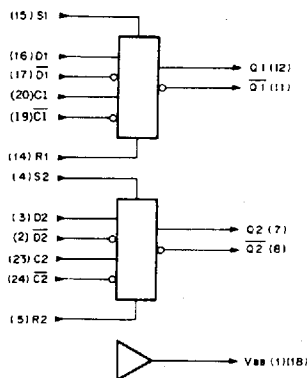 (15) S1
(16) D1
(17) D1
(20) C1
(19) C1
(14) R1
Q1 (12)
Q1 (11)
(4) S2
(3) D2
(2) D2
(23) C2
(24) C2
(5) R2
Q2 (7)
Q2 (8)
VBB (1)(18)